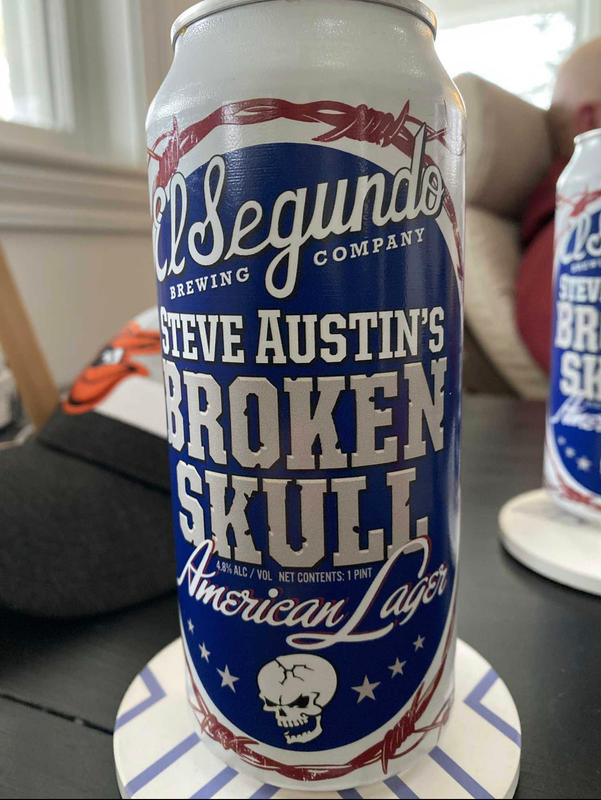 El Segundo
BREWING COMPANY
STEVE AUSTIN'S
BROKEN
SKULL
4.8% ALC / VOL NET CONTENTS: 1 PINT
American Lager